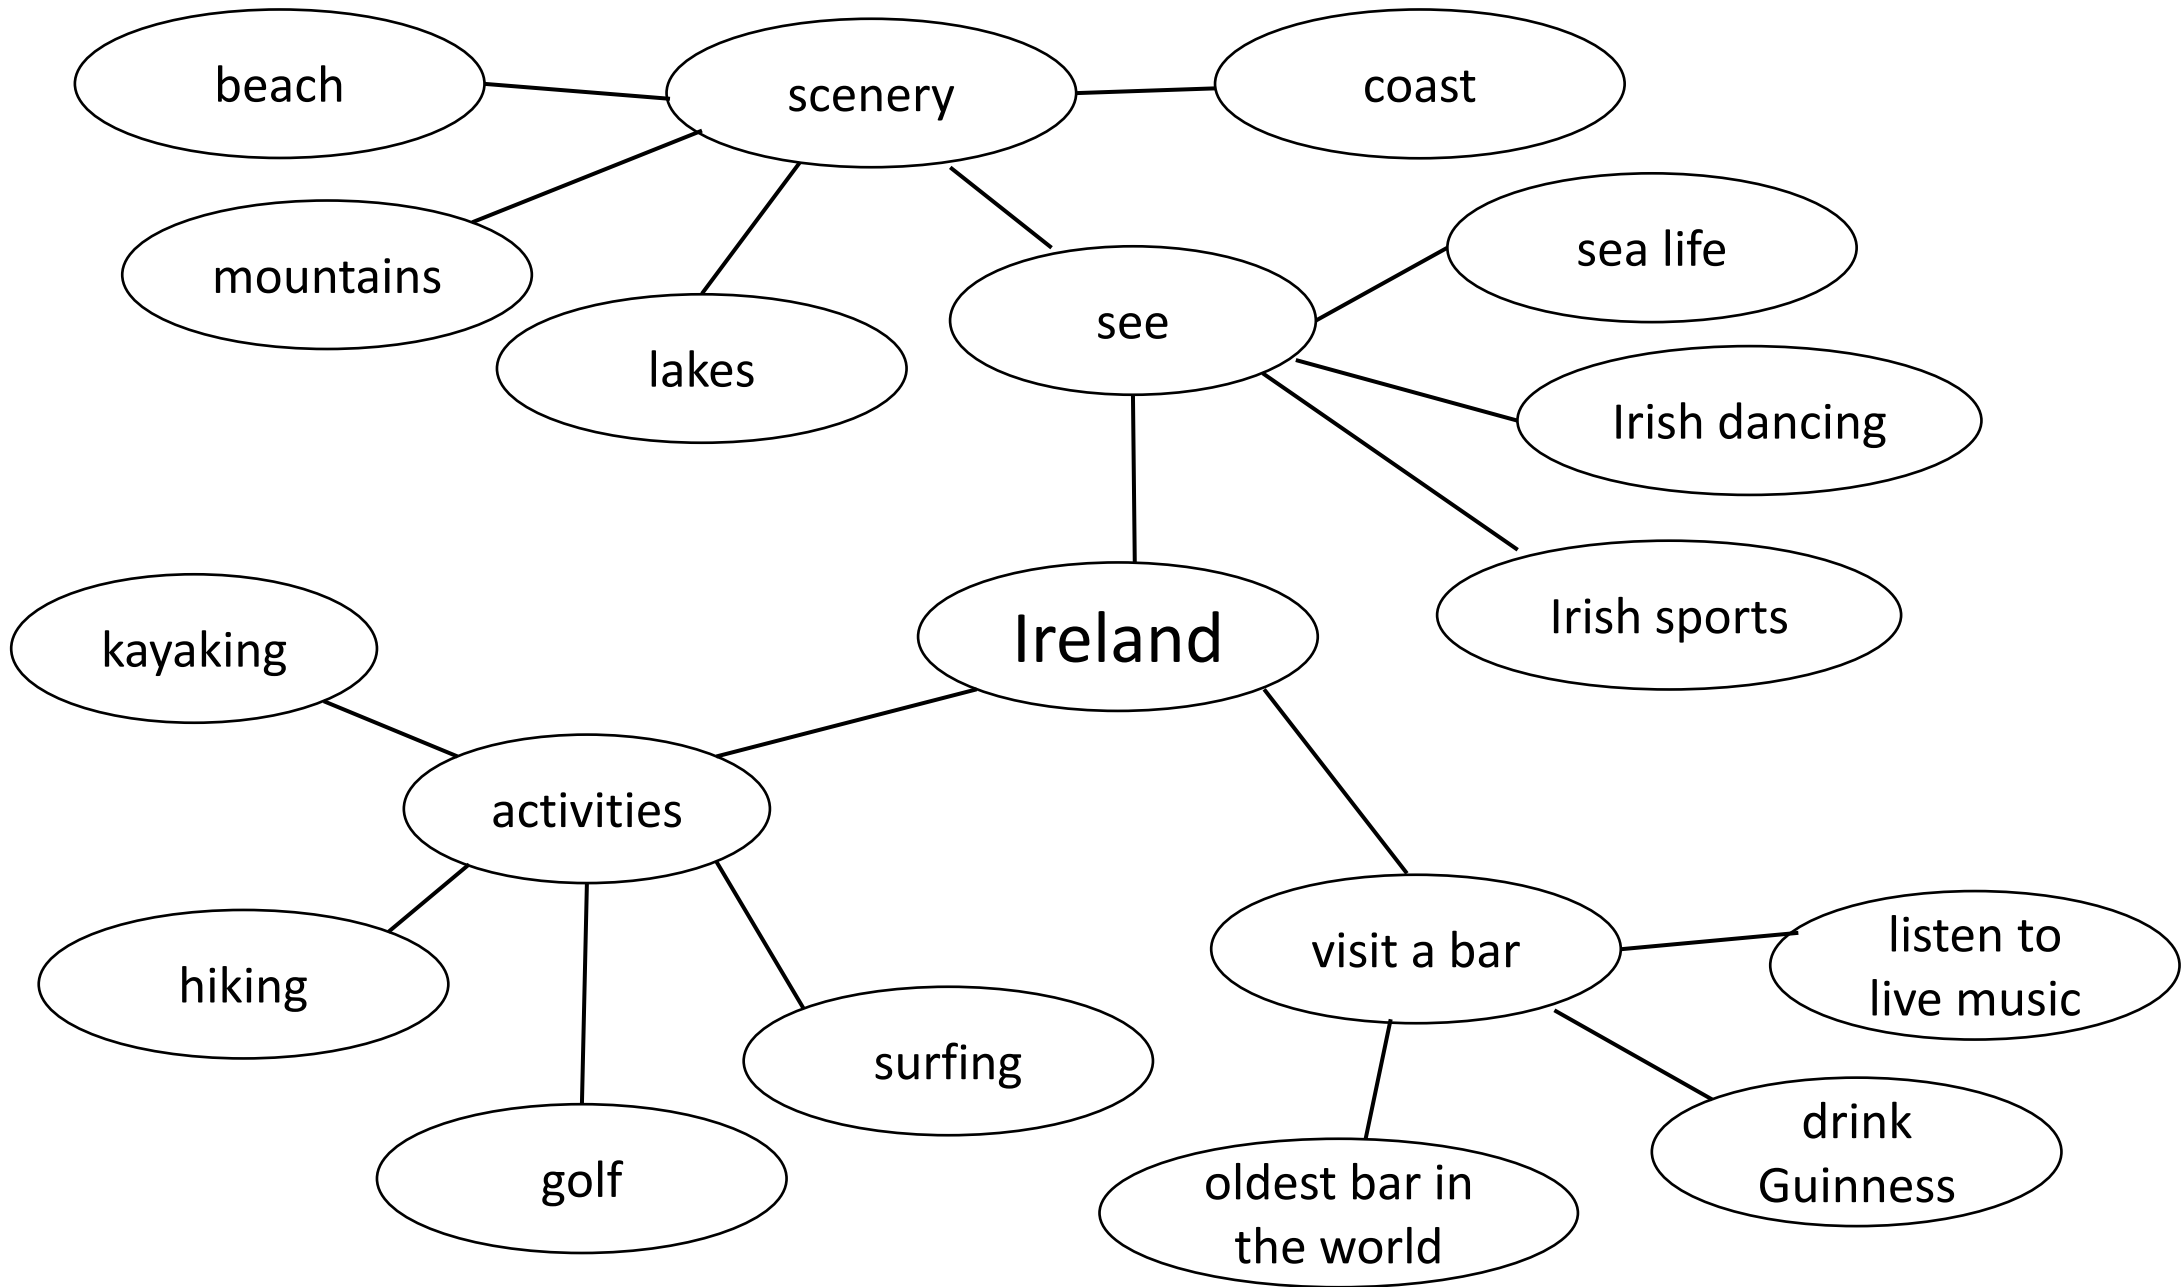 beach
scenery
coast
mountains
lakes
see
sea life
Irish dancing
Irish sports
Ireland
kayaking
activities
hiking
golf
surfing
visit a bar
listen to
live music
drink
Guinness
oldest bar in
the world